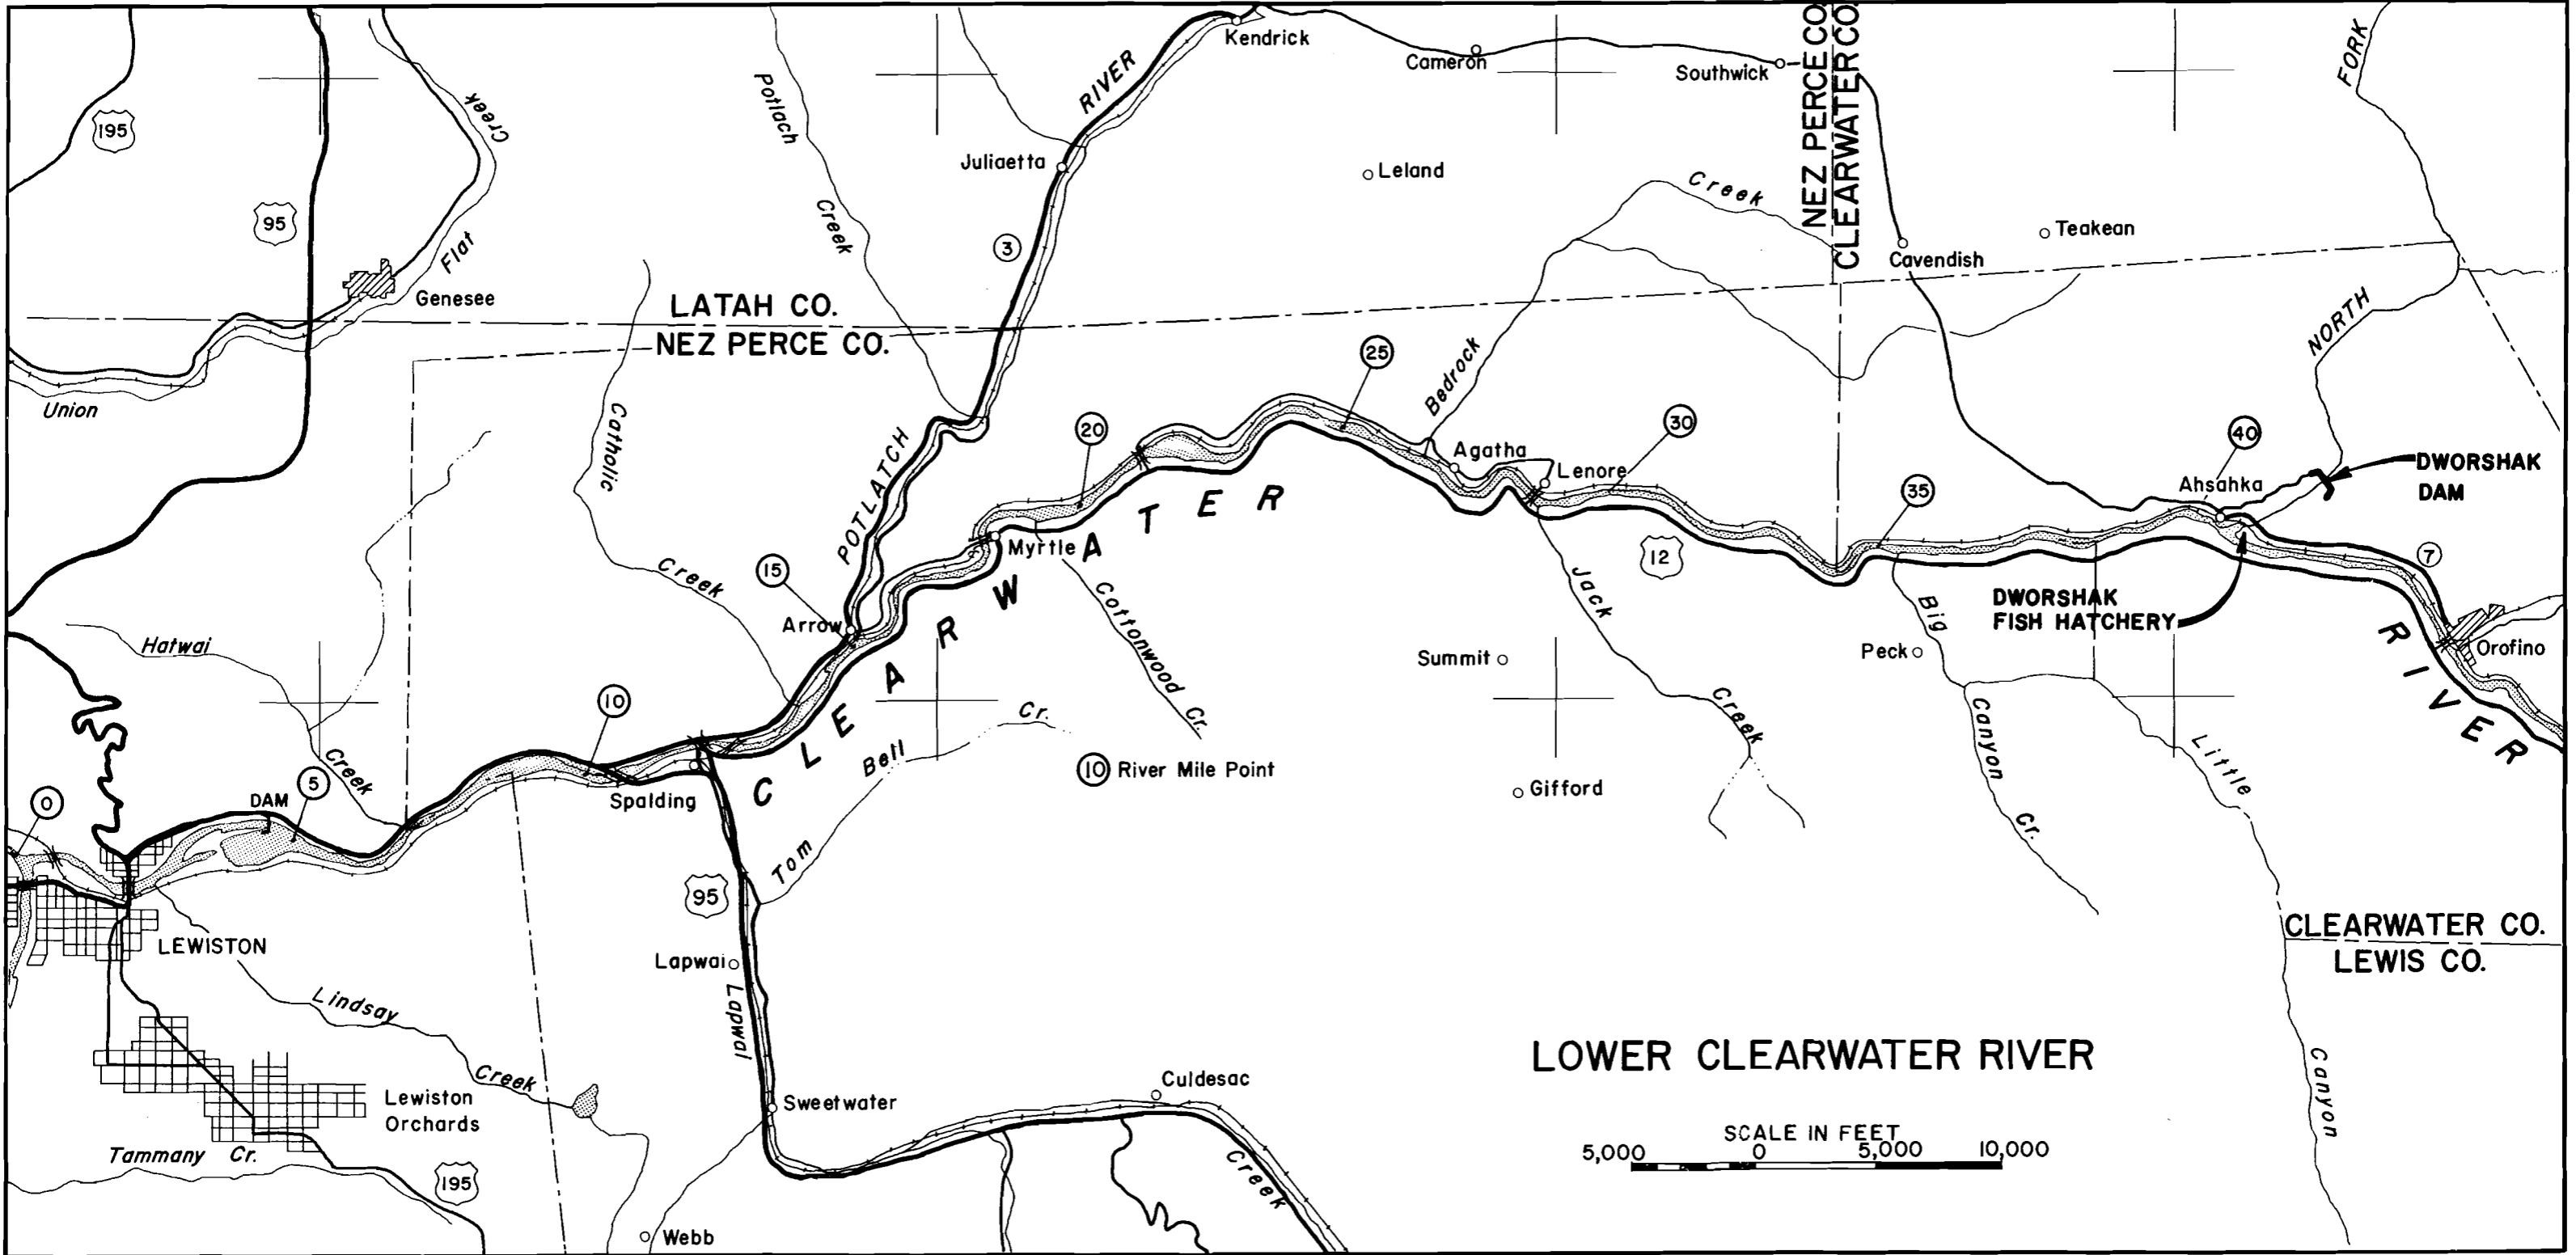 Kendrick
Cameron
Southwick
NEZ PERCE CO.
CLEARWATER CO.
FORK
195
Creek
Potlach
RIVER
Juliaetta
Leland
Creek
95
Creek
3
Teakean
Flat
Cavendish
Genesee
LATAH CO.
NEZ PERCE CO.
NORTH
Union
Catholic
25
Bedrock
20
30
40
POTLATCH
Agatha
Lenore
35
Ahsahka
DWORSHAK
DAM
Myrtle
12
7
15
Creek
Arrow
Cottonwood Cr.
Jack
Big
DWORSHAK
FISH HATCHERY
Hatwai
Summit
Peck
Orofino
10
Creek
Canyon
Cr.
Little
Cr.
Bell
Tom
CLEARWATER RIVER
10 River Mile Point
Gifford
Creek
0
DAM
5
Spalding
95
LEWISTON
Lapwai
Lapwai
CLEARWATER CO.
LEWIS CO.
Lindsay
Creek
LOWER CLEARWATER RIVER
Canyon
Lewiston
Orchards
Sweetwater
Culdesac
SCALE IN FEET
5,000 0 5,000 10,000
Tammany Cr.
195
Creek
Webb